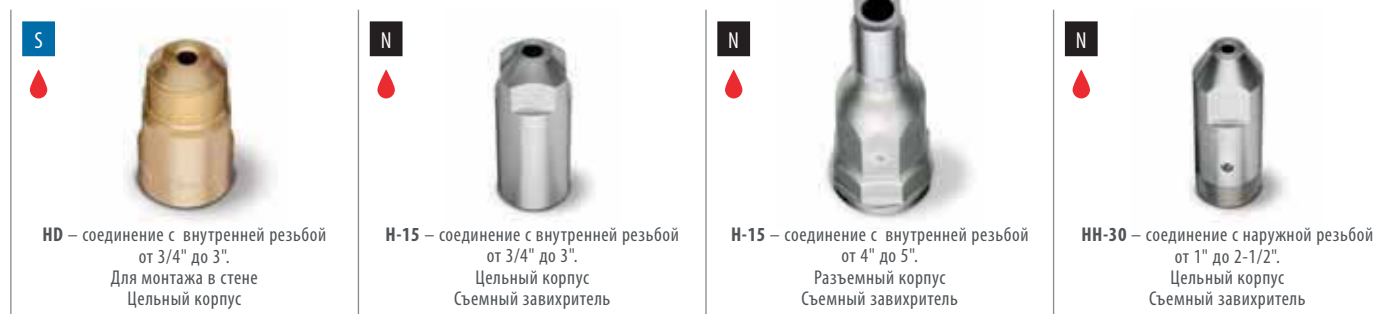 S
HD – соединение с внутренней резьбой
от 3/4" до 3".
Для монтажа в стене
Цельный корпус
N
H-15 – соединение с внутренней резьбой
от 3/4" до 3".
Цельный корпус
Съемный завихритель
N
H-15 – соединение с внутренней резьбой
от 4" до 5".
Разъемный корпус
Съемный завихритель
N
HH-30 – соединение с наружной резьбой
от 1" до 2-1/2".
Цельный корпус
Съемный завихритель